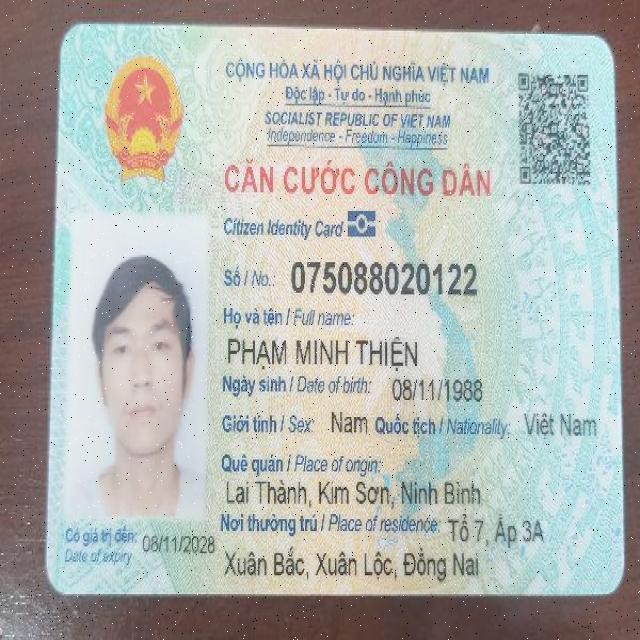 CỘNG HÒA XÃ HỘI CHỦ NGHĨA VIỆT NAM
Độc lập - Tự do - Hạnh phúc
SOCIALIST REPUBLIC OF VIET NAM
Independence - Freedom - Happiness
CĂN CƯỚC CÔNG DÂN
Citizen Identity Card
Số / No.: 075088020122
Họ và tên / Full name:
PHẠM MINH THIỆN
Ngày sinh / Date of birth: 08/11/1988
Giới tính / Sex: Nam Quốc tịch / Nationality: Việt Nam
Quê quán / Place of origin:
Lai Thành, Kim Sơn, Ninh Bình
Nơi thường trú / Place of residence: Tổ 7, Ấp 3A
Xuân Bắc, Xuân Lộc, Đồng Nai
Có giá trị đến: 08/11/2028
Date of expiry